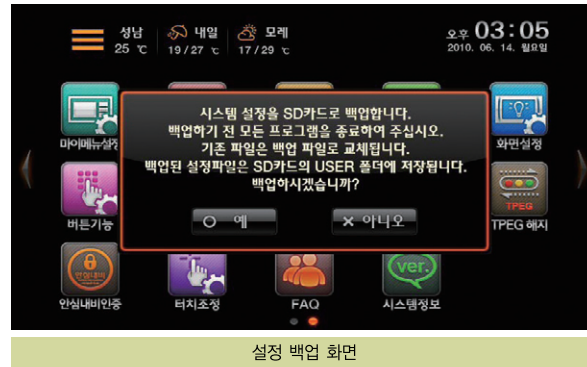 성남
25 ℃
내일
19/27 ℃
모레
17/29 ℃
오후 03:05
2010. 06. 14. 월요일
시스템 설정을 SD카드로 백업합니다.
백업하기 전 모든 프로그램을 종료하여 주십시오.
기존 파일은 백업 파일로 교체됩니다.
백업된 설정파일은 SD카드의 USER 폴더에 저장됩니다.
백업하시겠습니까?
예
아니오
마이메뉴설정
화면설정
버튼기능
TPEG
TPEG 해지
안심내비
안심내비인증
터치조정
FAQ
ver.
시스템정보
설정 백업 화면